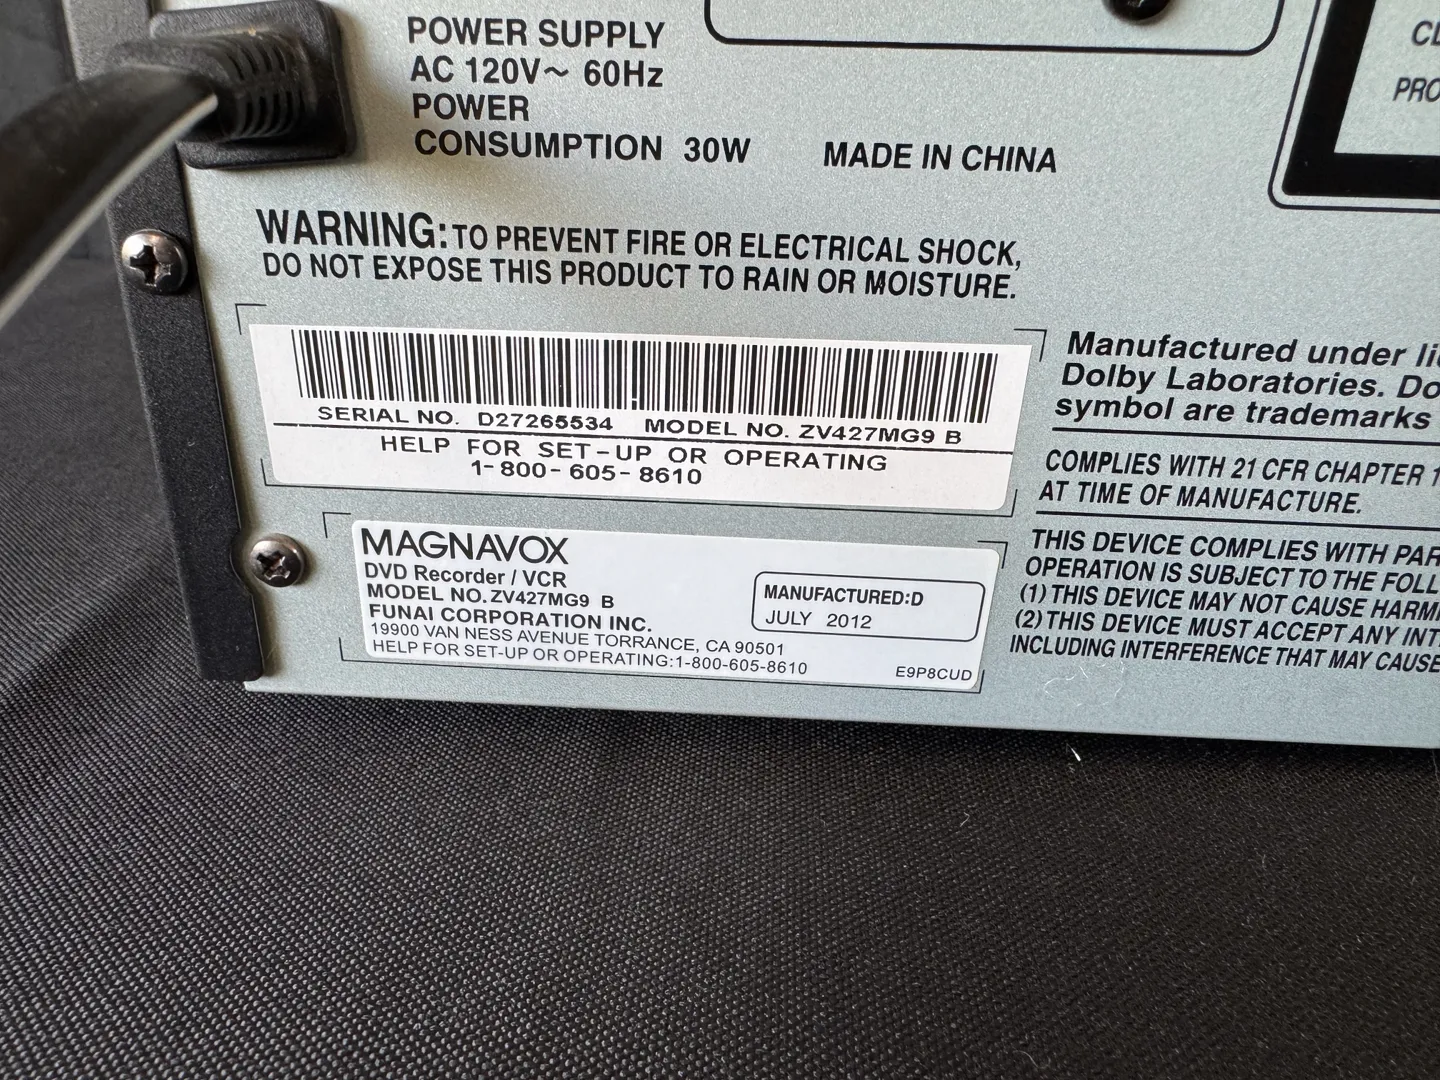 POWER SUPPLY
AC 120V~ 60Hz
POWER
CONSUMPTION 30W
MADE IN CHINA
WARNING: TO PREVENT FIRE OR ELECTRICAL SHOCK,
DO NOT EXPOSE THIS PRODUCT TO RAIN OR MOISTURE.
SERIAL NO. D27265534 MODEL NO. ZV427MG9 B
HELP FOR SET-UP OR OPERATING
1-800-605-8610
MAGNAVOX
DVD Recorder / VCR
MODEL NO. ZV427MG9 B
FUNAI CORPORATION INC.
19900 VAN NESS AVENUE TORRANCE, CA 90501
HELP FOR SET-UP OR OPERATING:1-800-605-8610
MANUFACTURED:D
JULY 2012
E9P8CUD
Manufactured under
Dolby Laboratories.
symbol are trademarks
COMPLIES WITH 21 CFR CHAPTER 1
AT TIME OF MANUFACTURE.
THIS DEVICE COMPLIES WITH
OPERATION IS SUBJECT TO THE
(1) THIS DEVICE MAY NOT CAUSE
(2) THIS DEVICE MUST ACCEPT ANY
INCLUDING INTERFERENCE THAT MAY CAUSE